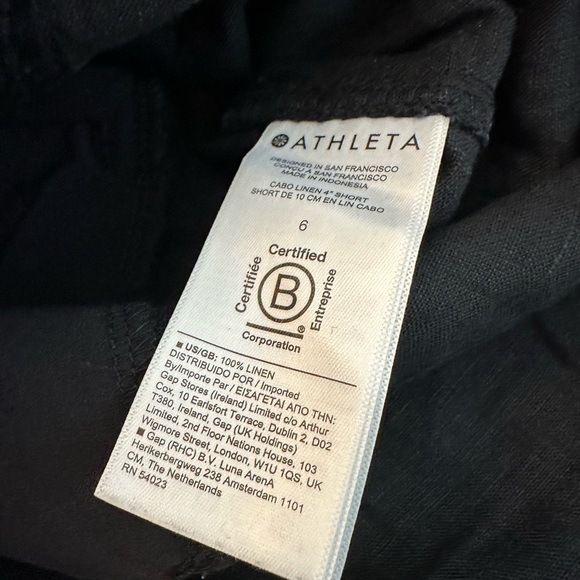 ATHLETA
DESIGNED IN SAN FRANCISCO
CONÇU A SAN FRANCISCO
MADE IN INDONESIA
CABO LINEN 4" SHORT
SHORT DE 10 CM EN LIN CABO
6
Certified
Certifiée
B
Entreprise
®
Corporation
■ US/GB: 100% LINEN
DISTRIBUIDO POR / Imported
By/Importe Par / ΕΙΣΑΓΕΤΑΙ ΑΠΟ ΤΗΝ:
Gap Stores (Ireland) Limited c/o Arthur
Cox, 10 Earlsfort Terrace, Dublin 2, D02
T380, Ireland, Gap (UK Holdings)
Limited, 2nd Floor Nations House, 103
Wigmore Street, London, W1U 1QS, UK
■ Gap (RHC) B.V. Luna ArenA
Herikerbergweg 238 Amsterdam 1101
CM, The Netherlands
RN 54023